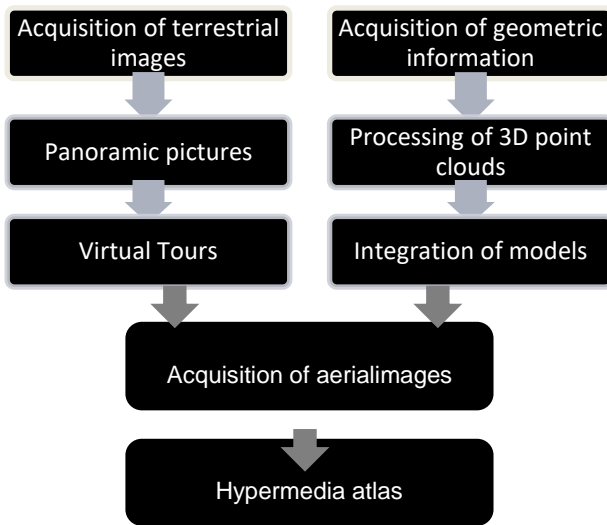 Acquisition of terrestrial
images
Acquisition of geometric
information
Panoramic pictures
Processing of 3D point
clouds
Virtual Tours
Integration of models
Acquisition of aerialimages
Hypermedia atlas